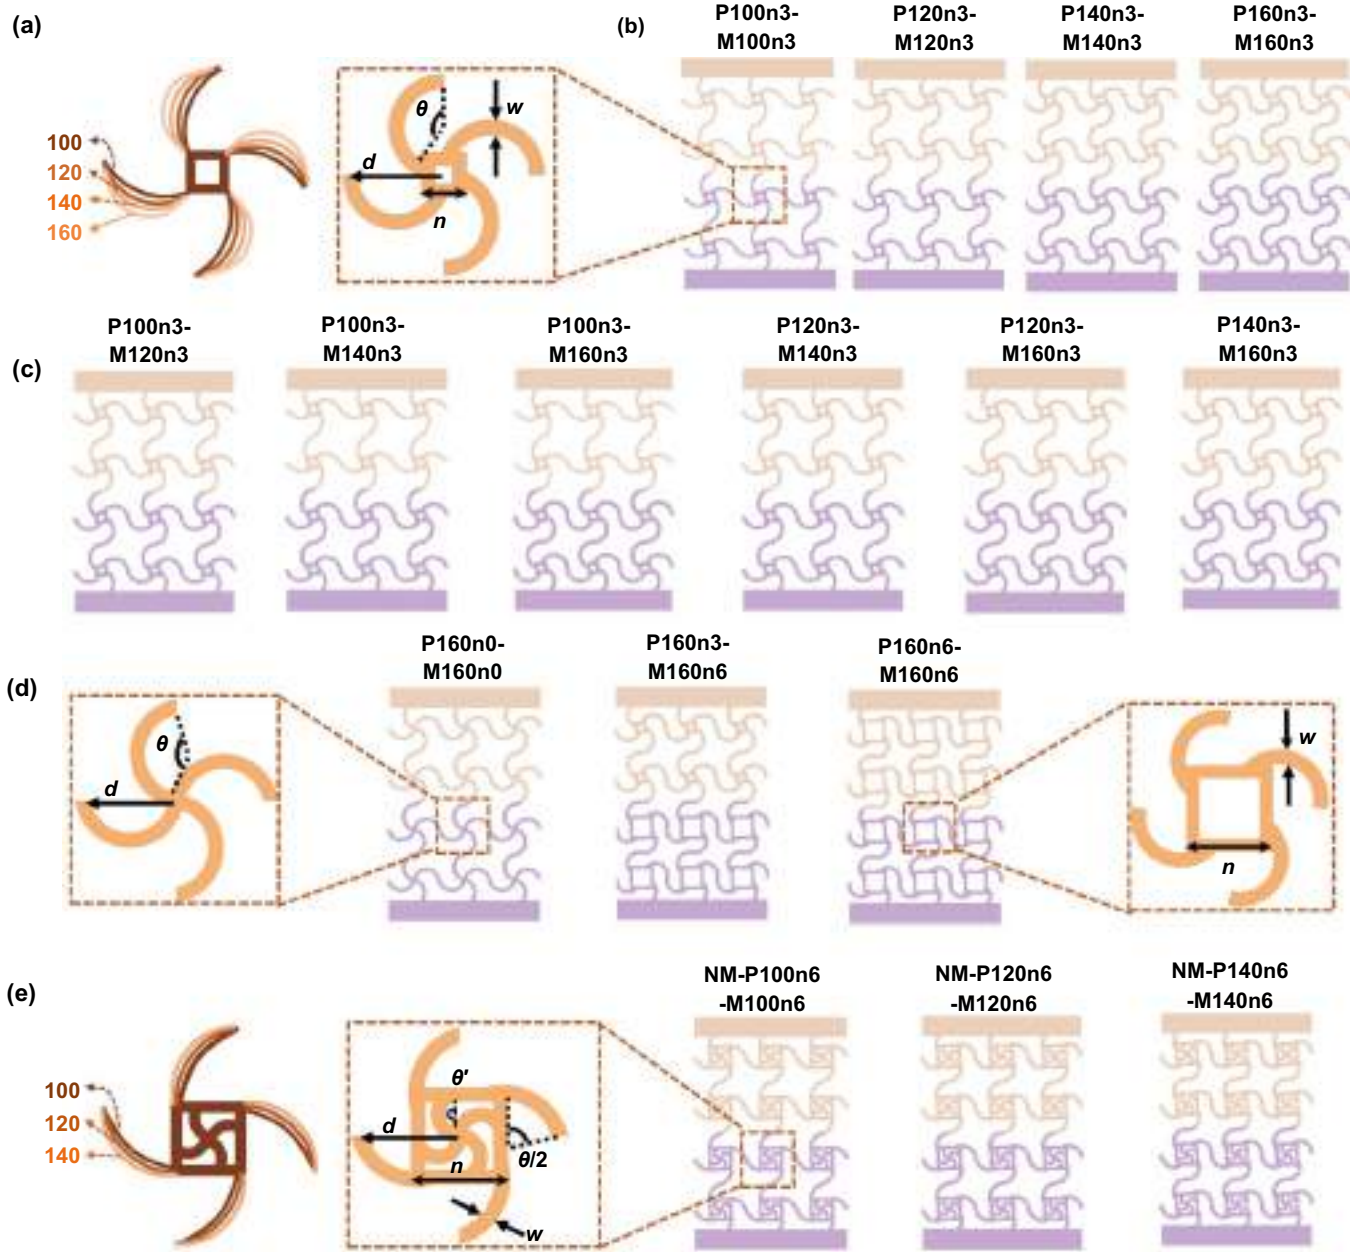 (a)
100
120
140
160
θ
w
d
n
(b)
P100n3-
M100n3
P120n3-
M120n3
P140n3-
M140n3
P160n3-
M160n3
(c)
P100n3-
M120n3
P100n3-
M140n3
P100n3-
M160n3
P120n3-
M140n3
P120n3-
M160n3
P140n3-
M160n3
(d)
θ
d
P160n0-
M160n0
P160n3-
M160n6
P160n6-
M160n6
w
n
(e)
100
120
140
θ'
d
n
θ/2
w
NM-P100n6
-M100n6
NM-P120n6
-M120n6
NM-P140n6
-M140n6